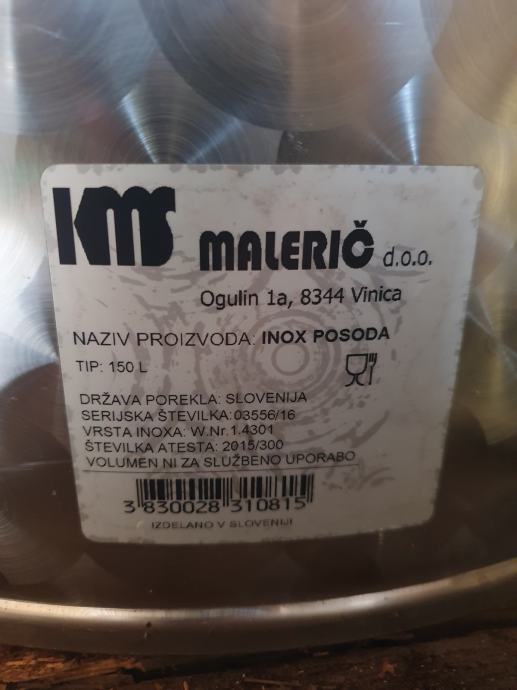 KMS MALERIČ d.o.o.
Ogulin 1a, 8344 Vinica
NAZIV PROIZVODA: INOX POSODA
TIP: 150 L
DRŽAVA POREKLA: SLOVENIJA
SERIJSKA ŠTEVILKA:03556/16
VRSTA INOXA: W.Nr.1.4301
ŠTEVILKA ATESTA: 2015/300
VOLUMEN NI ZA SLUŽBENO UPORABO
3 830028 310815
IZDELANO V SLOVENIJI